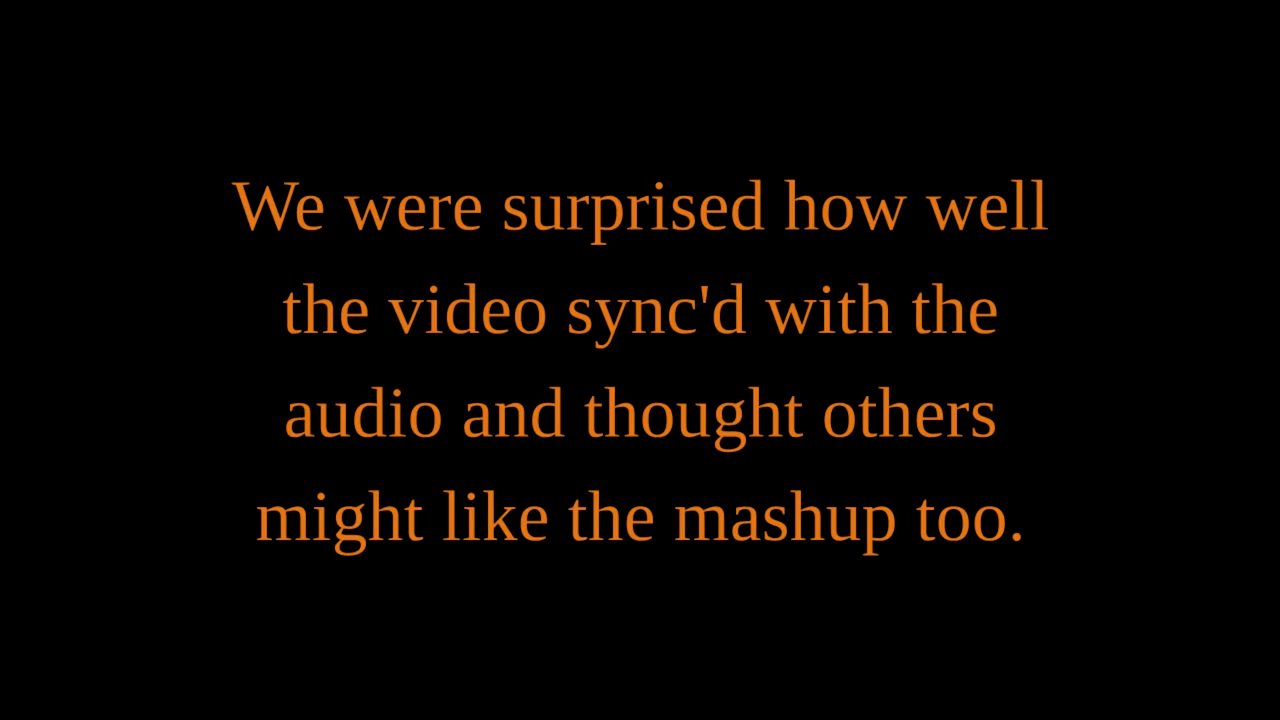 We were surprised how well
the video sync'd with the
audio and thought others
might like the mashup too.